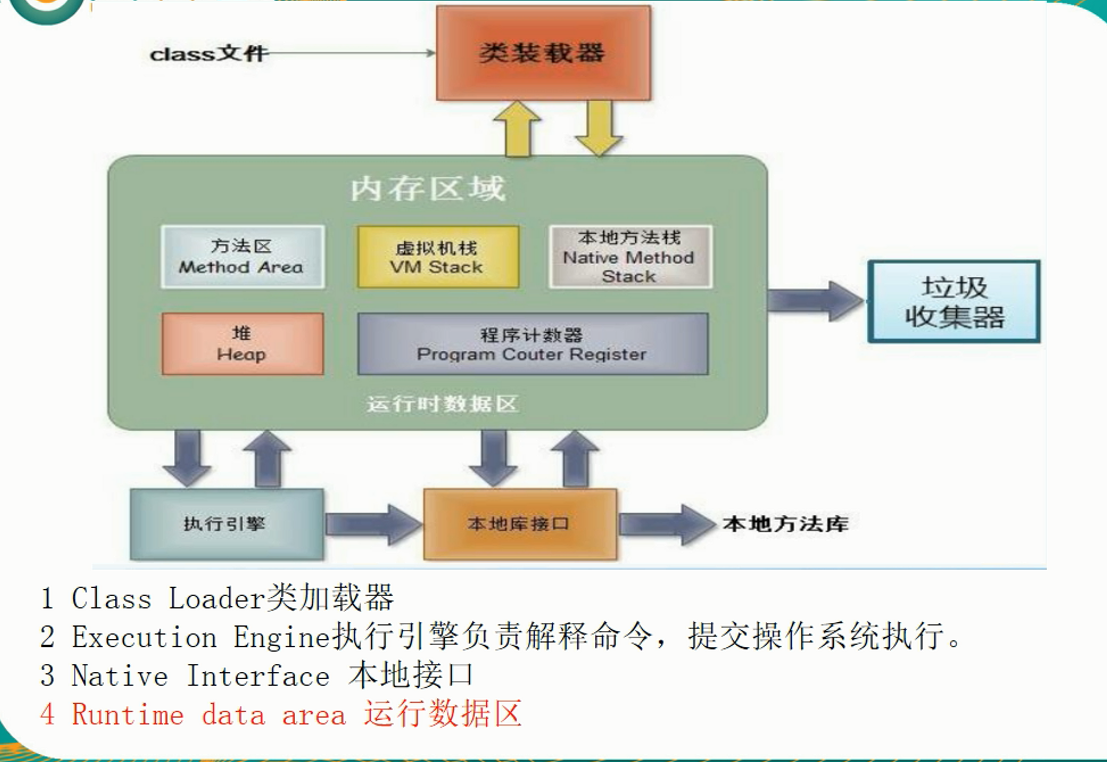 class文件
类装载器
内存区域
方法区
Method Area
虚拟机栈
VM Stack
本地方法栈
Native Method
Stack
堆
Heap
程序计数器
Program Couter Register
运行时数据区
垃圾
收集器
执行引擎
本地库接口
本地方法库
1 Class Loader类加载器
2 Execution Engine执行引擎负责解释命令，提交操作系统执行。
3 Native Interface 本地接口
4 Runtime data area 运行数据区